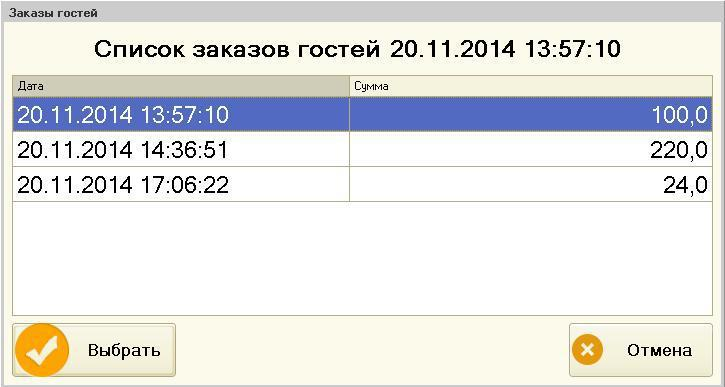 Заказы гостей
Список заказов гостей 20.11.2014 13:57:10
Дата Сумма
20.11.2014 13:57:10 100,0
20.11.2014 14:36:51 220,0
20.11.2014 17:06:22 24,0
Выбрать Отмена